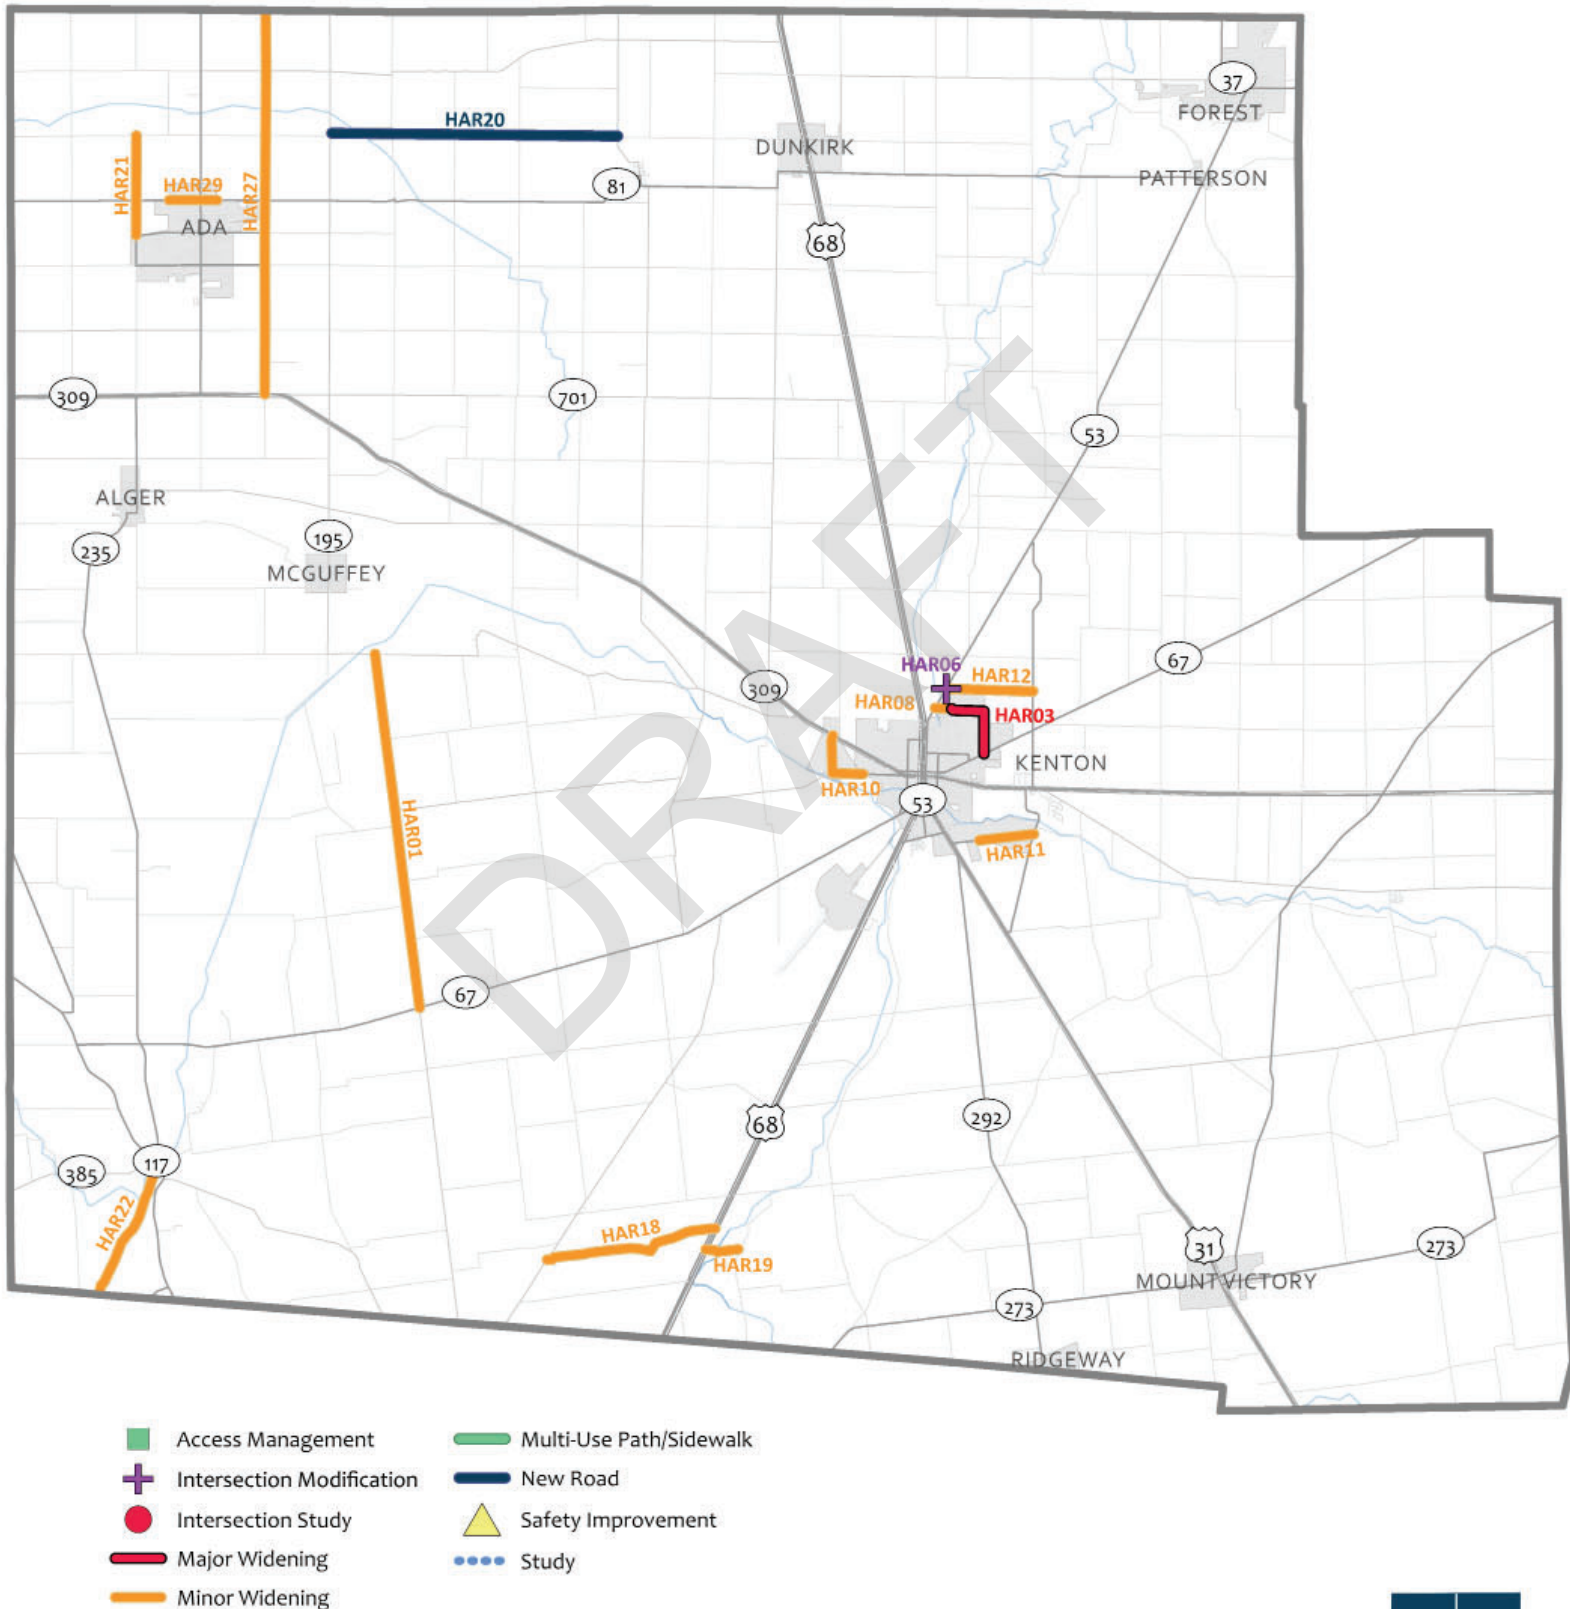 37
FOREST
HAR20
DUNKIRK
HAR21
HAR29
HAR27
81
PATTERSON
ADA
68
309
701
53
ALGER
235
195
MCGUFFEY
DRAFT
HAR06
HAR12
67
309
HAR08
HAR03
KENTON
HAR10
53
HAR01
HAR11
67
68
292
385
117
HAR22
HAR18
HAR19
31
273
MOUNT VICTORY
273
RIDGEWAY
Access Management
Intersection Modification
Intersection Study
Major Widening
Minor Widening
Multi-Use Path/Sidewalk
New Road
Safety Improvement
Study